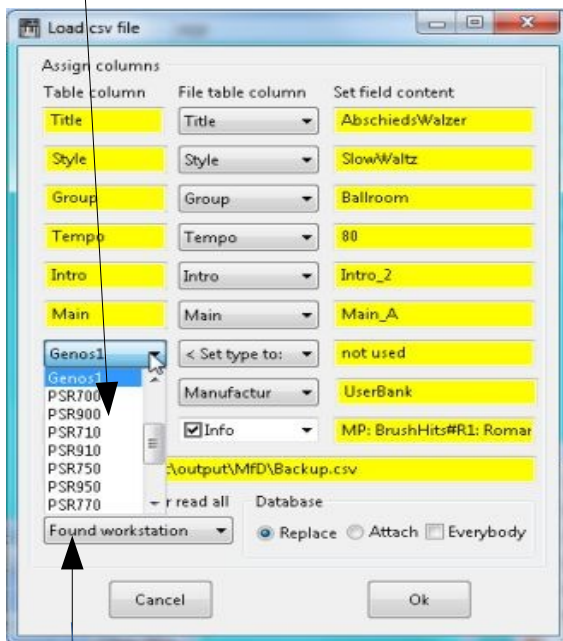 Load csv file
Assign columns
Table column File table column Set field content
Title Title AbschiedsWalzer
Style Style SlowWaltz
Group Group Ballroom
Tempo Tempo 80
Intro Intro Intro_2
Main Main Main_A
Genos1 < Set type to: not used
Genos1
PSR700 Manufactur UserBank
PSR900
PSR710 Info MP: BrushHits#R1: Romar
PSR910
PSR750 :\output\MfD\Backup.csv
PSR950
PSR770 r read all Database
Found workstation Replace Attach Everybody
Cancel Ok